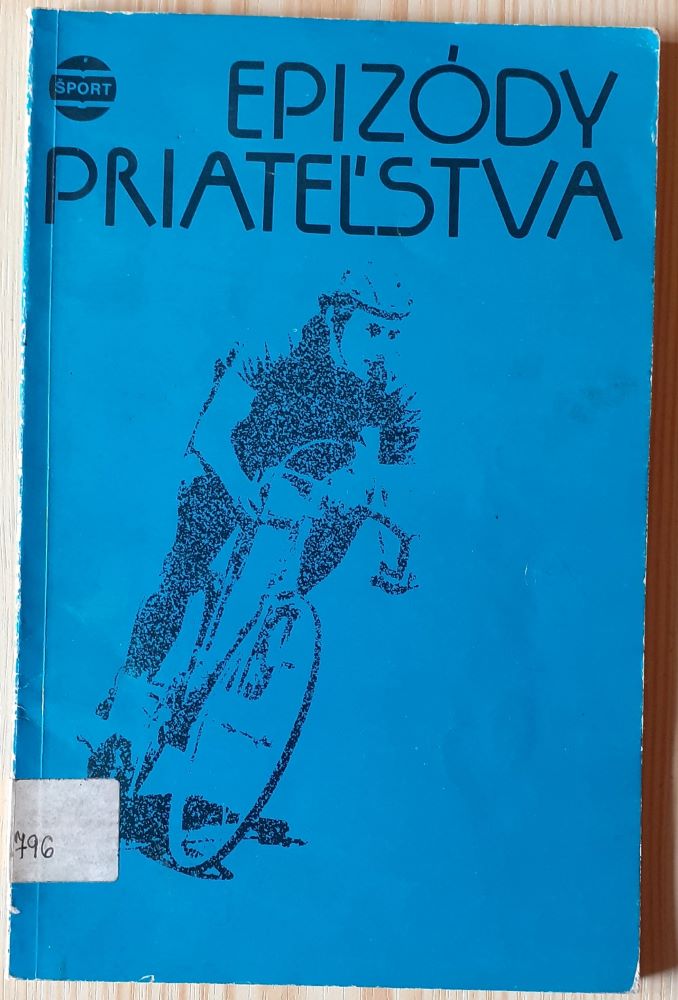 ŠPORT
EPIZÓDY
PRIATEĽSTVA
796